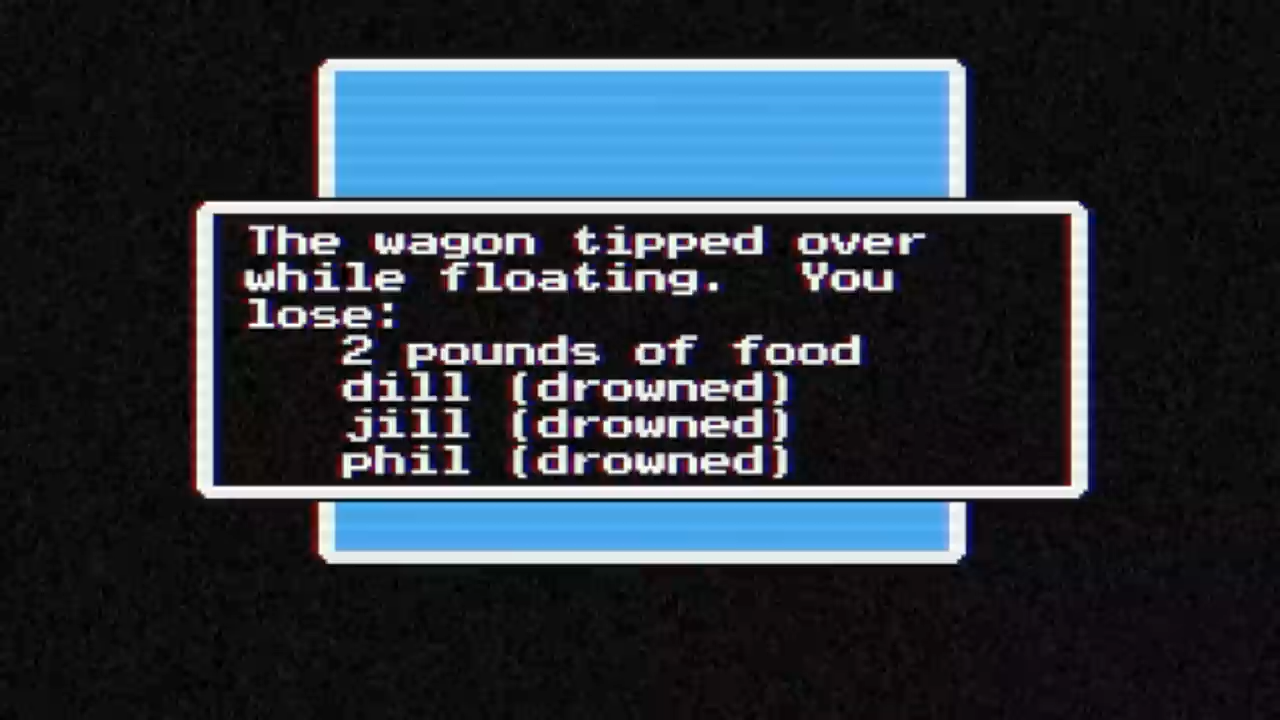 The wagon tipped over
while floating.  You
lose:
2 pounds of food
dill (drowned)
jill (drowned)
phil (drowned)